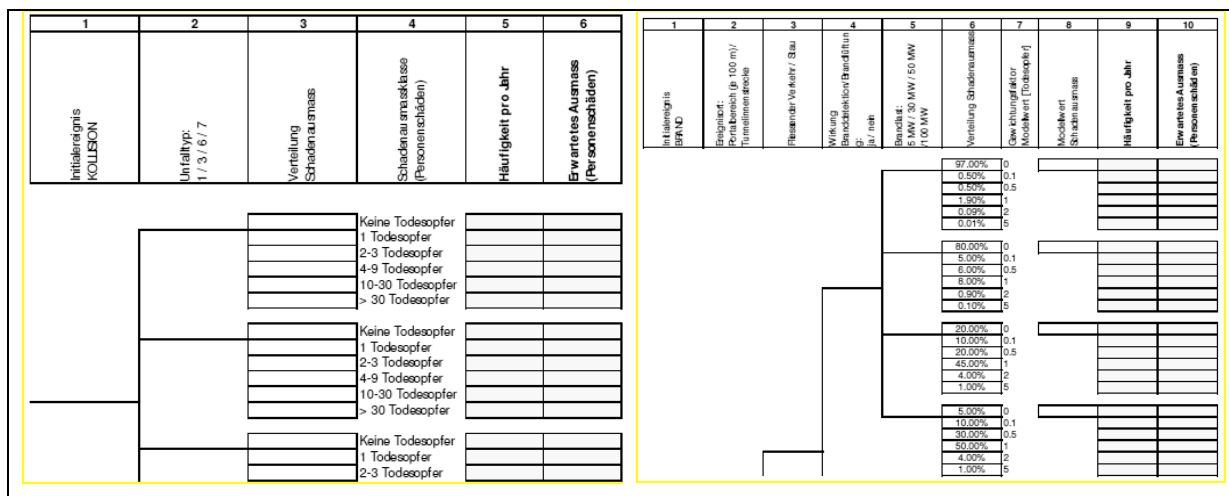 1 2 3 4 5 6
Initialereignis
KOLLISION
Unfalltyp:
1 / 3 / 6 / 7
Verteilung
Schadenausmass
Schadenausmassklasse
(Personenschäden)
Häufigkeit pro Jahr
Erwartetes Ausmass
(Personenschäden)
Keine Todesopfer
1 Todesopfer
2-3 Todesopfer
4-9 Todesopfer
10-30 Todesopfer
> 30 Todesopfer
Keine Todesopfer
1 Todesopfer
2-3 Todesopfer
4-9 Todesopfer
10-30 Todesopfer
> 30 Todesopfer
Keine Todesopfer
1 Todesopfer
2-3 Todesopfer
1 2 3 4 5 6 7 8 9 10
Initialereignis
BRAND
Ereignisort:
Portalbereich (je 100 m)/
Tunnelinnenstrecke
Fliessender Verkehr / Stau
Wirkung
Branddetektion/Brandlüftun
g:
ja / nein
Brandlast:
5 MW / 30 MW / 50 MW
/100 MW
Verteilung Schadenausmass
Gewichtungsfaktor
Modellwert [Todesopfer]
Modellwert
Schadenausmass
Häufigkeit pro Jahr
Erwartetes Ausmass
(Personenschäden)
97.00% 0
0.50% 0.1
0.50% 0.5
1.90% 1
0.09% 2
0.01% 5
80.00% 0
5.00% 0.1
6.00% 0.5
8.00% 1
0.90% 2
0.10% 5
20.00% 0
10.00% 0.1
20.00% 0.5
45.00% 1
4.00% 2
1.00% 5
5.00% 0
10.00% 0.1
30.00% 0.5
50.00% 1
4.00% 2
1.00% 5